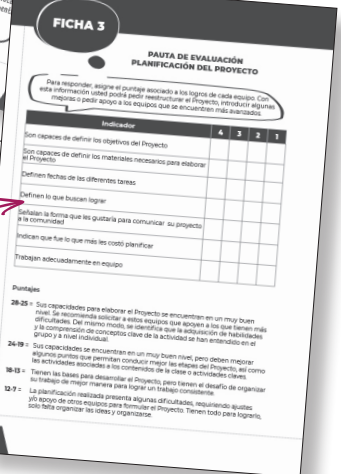 FICHA 3
PAUTA DE EVALUACIÓN
PLANIFICACIÓN DEL PROYECTO
Para responder, asigne el puntaje asociado a los logros de cada equipo. Con
esta información usted podrá pedir reestructurar el Proyecto, introducir algunas
mejoras o pedir apoyo a los equipos que se encuentren más avanzados.
Indicador 4 3 2 1
Son capaces de definir los objetivos del Proyecto
Son capaces de definir los materiales necesarios para elaborar
el Proyecto
Definen fechas de las diferentes tareas
Definen lo que buscan lograr
Señalan la forma que les gustaría para comunicar su proyecto
a la comunidad
Indican que fue lo que más les costó planificar
Trabajan adecuadamente en equipo
Puntajes
28-25 = Sus capacidades para elaborar el Proyecto se encuentran en un muy buen
nivel. Se recomienda solicitar a estos equipos que apoyen a los que tienen más
dificultades. Del mismo modo, se identifica que la adquisición de habilidades
y la comprensión de conceptos clave de la actividad se han entendido en el
grupo y a nivel individual.
24-19 = Sus capacidades se encuentran en un muy buen nivel, pero deben mejorar
algunos puntos que permitan conducir mejor las etapas del Proyecto, así como
las actividades asociadas a los contenidos de la clase o actividades claves.
18-13 = Tienen las bases para desarrollar el Proyecto, pero tienen el desafío de organizar
su trabajo de mejor manera para lograr un trabajo consistente.
12-7 = La planificación realizada presenta algunas dificultades, requiriendo ajustes
y/o apoyo de otros equipos para formular el Proyecto. Tienen todo para lograrlo,
solo falta organizar las ideas y organizarse.